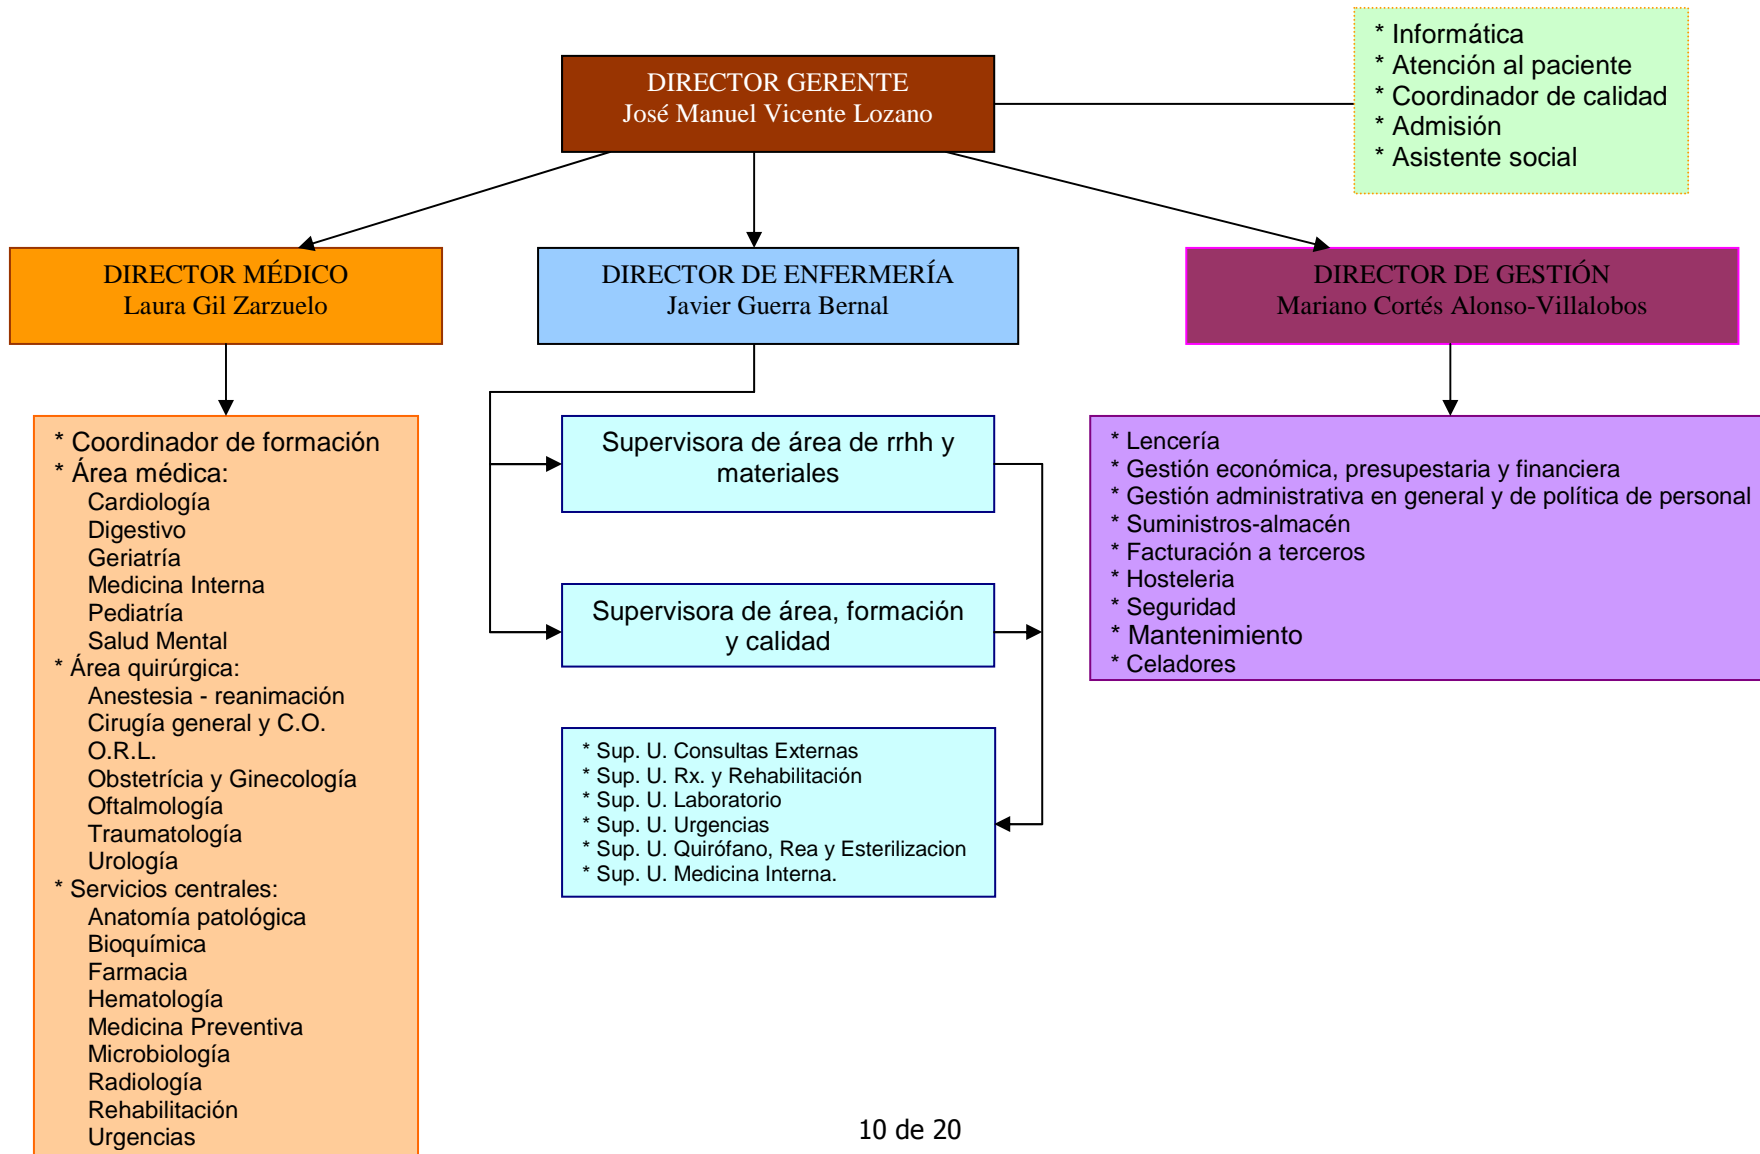 * Informática
* Atención al paciente
* Coordinador de calidad
* Admisión
* Asistente social
DIRECTOR GERENTE
José Manuel Vicente Lozano
DIRECTOR MÉDICO
Laura Gil Zarzuelo
DIRECTOR DE ENFERMERÍA
Javier Guerra Bernal
DIRECTOR DE GESTIÓN
Mariano Cortés Alonso-Villalobos
* Coordinador de formación
* Área médica:
Cardiología
Digestivo
Geriatría
Medicina Interna
Pediatría
Salud Mental
* Área quirúrgica:
Anestesia - reanimación
Cirugía general y C.O.
O.R.L.
Obstetrícia y Ginecología
Oftalmología
Traumatología
Urología
* Servicios centrales:
Anatomía patológica
Bioquímica
Farmacia
Hematología
Medicina Preventiva
Microbiología
Radiología
Rehabilitación
Urgencias
Supervisora de área de rrhh y
materiales
Supervisora de área, formación
y calidad
* Sup. U. Consultas Externas
* Sup. U. Rx. y Rehabilitación
* Sup. U. Laboratorio
* Sup. U. Urgencias
* Sup. U. Quirófano, Rea y Esterilizacion
* Sup. U. Medicina Interna.
* Lencería
* Gestión económica, presupestaria y financiera
* Gestión administrativa en general y de política de personal
* Suministros-almacén
* Facturación a terceros
* Hosteleria
* Seguridad
* Mantenimiento
* Celadores
10 de 20